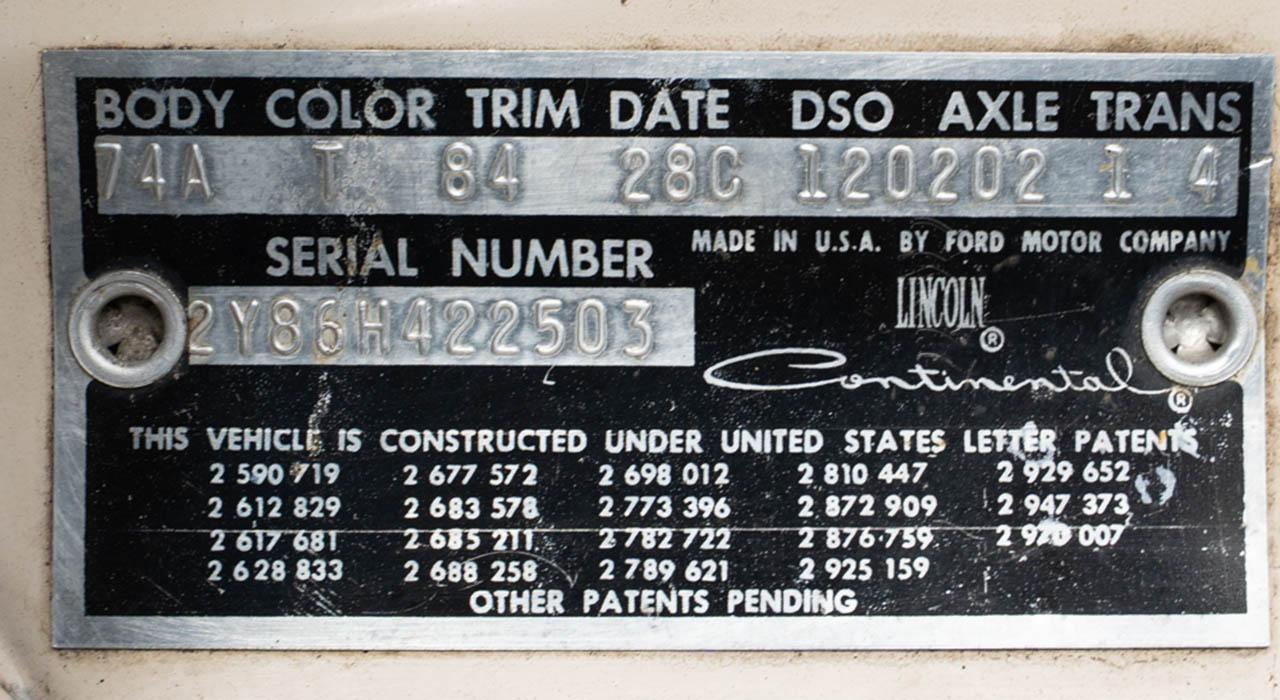 BODY COLOR TRIM DATE DSO AXLE TRANS
74A T 84 28C 120202 1 4
SERIAL NUMBER
MADE IN U.S.A. BY FORD MOTOR COMPANY
2Y86H422503
LINCOLN®
Continental®
THIS VEHICLE IS CONSTRUCTED UNDER UNITED STATES LETTER PATENTS
2 590 719 2 677 572 2 698 012 2 810 447 2 929 652
2 612 829 2 683 578 2 773 396 2 872 909 2 947 373
2 617 681 2 685 211 2 782 722 2 876 759 2 920 007
2 628 833 2 688 258 2 789 621 2 925 159
OTHER PATENTS PENDING